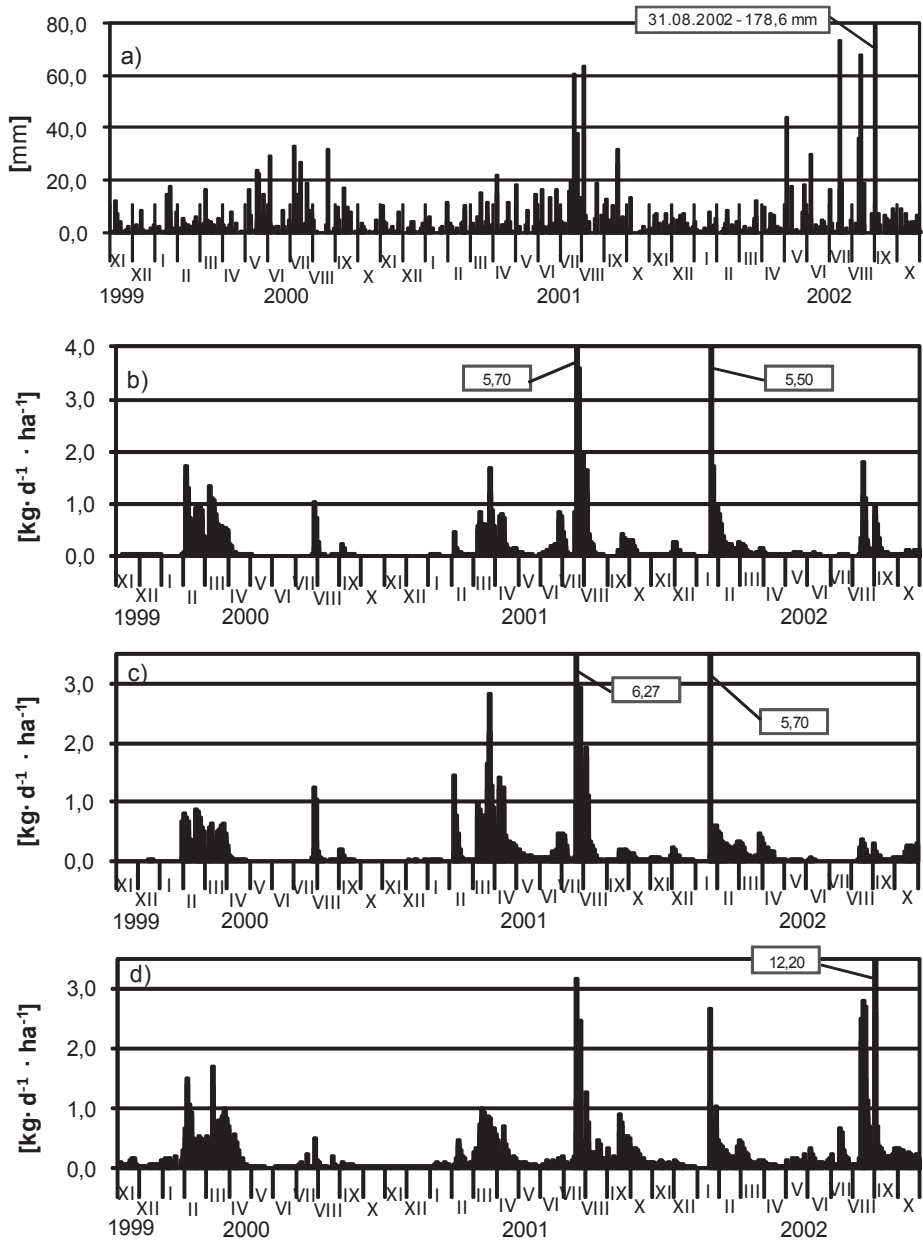 31.08.2002 - 178,6 mm
a)
[mm]
80,0
60,0
40,0
20,0
0,0
XI XII I II III IV V VI VII VIII IX X XI XII I II III IV V VI VII VIII IX X XI XII I II III IV V VI VII VIII IX X
1999 2000 2001 2002
b)
[kg· d-1 · ha-1]
4,0
3,0
2,0
1,0
0,0
5,70
5,50
XI XII I II III IV V VI VII VIII IX X XI XII I II III IV V VI VII VIII IX X XI XII I II III IV V VI VII VIII IX X
1999 2000 2001 2002
c)
[kg· d-1 · ha-1]
3,0
2,0
1,0
0,0
6,27
5,70
XI XII I II III IV V VI VII VIII IX X XI XII I II III IV V VI VII VIII IX X XI XII I II III IV V VI VII VIII IX X
1999 2000 2001 2002
d)
[kg· d-1 · ha-1]
3,0
2,0
1,0
0,0
12,20
XI XII I II III IV V VI VII VIII IX X XI XII I II III IV V VI VII VIII IX X XI XII I II III IV V VI VII VIII IX X
1999 2000 2001 2002